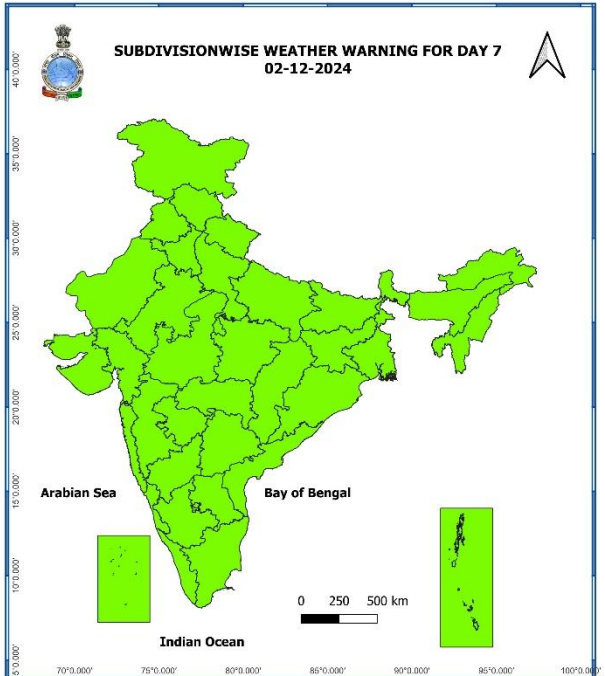 SUBDIVISIONWISE WEATHER WARNING FOR DAY 7
02-12-2024
40°0.000'
35°0.000'
30°0.000'
25°0.000'
20°0.000'
15°0.000'
10°0.000'
5°0.000'
Arabian Sea
Bay of Bengal
0 250 500 km
Indian Ocean
70°0.000' 75°0.000' 80°0.000' 85°0.000' 90°0.000' 95°0.000' 100°0.000'